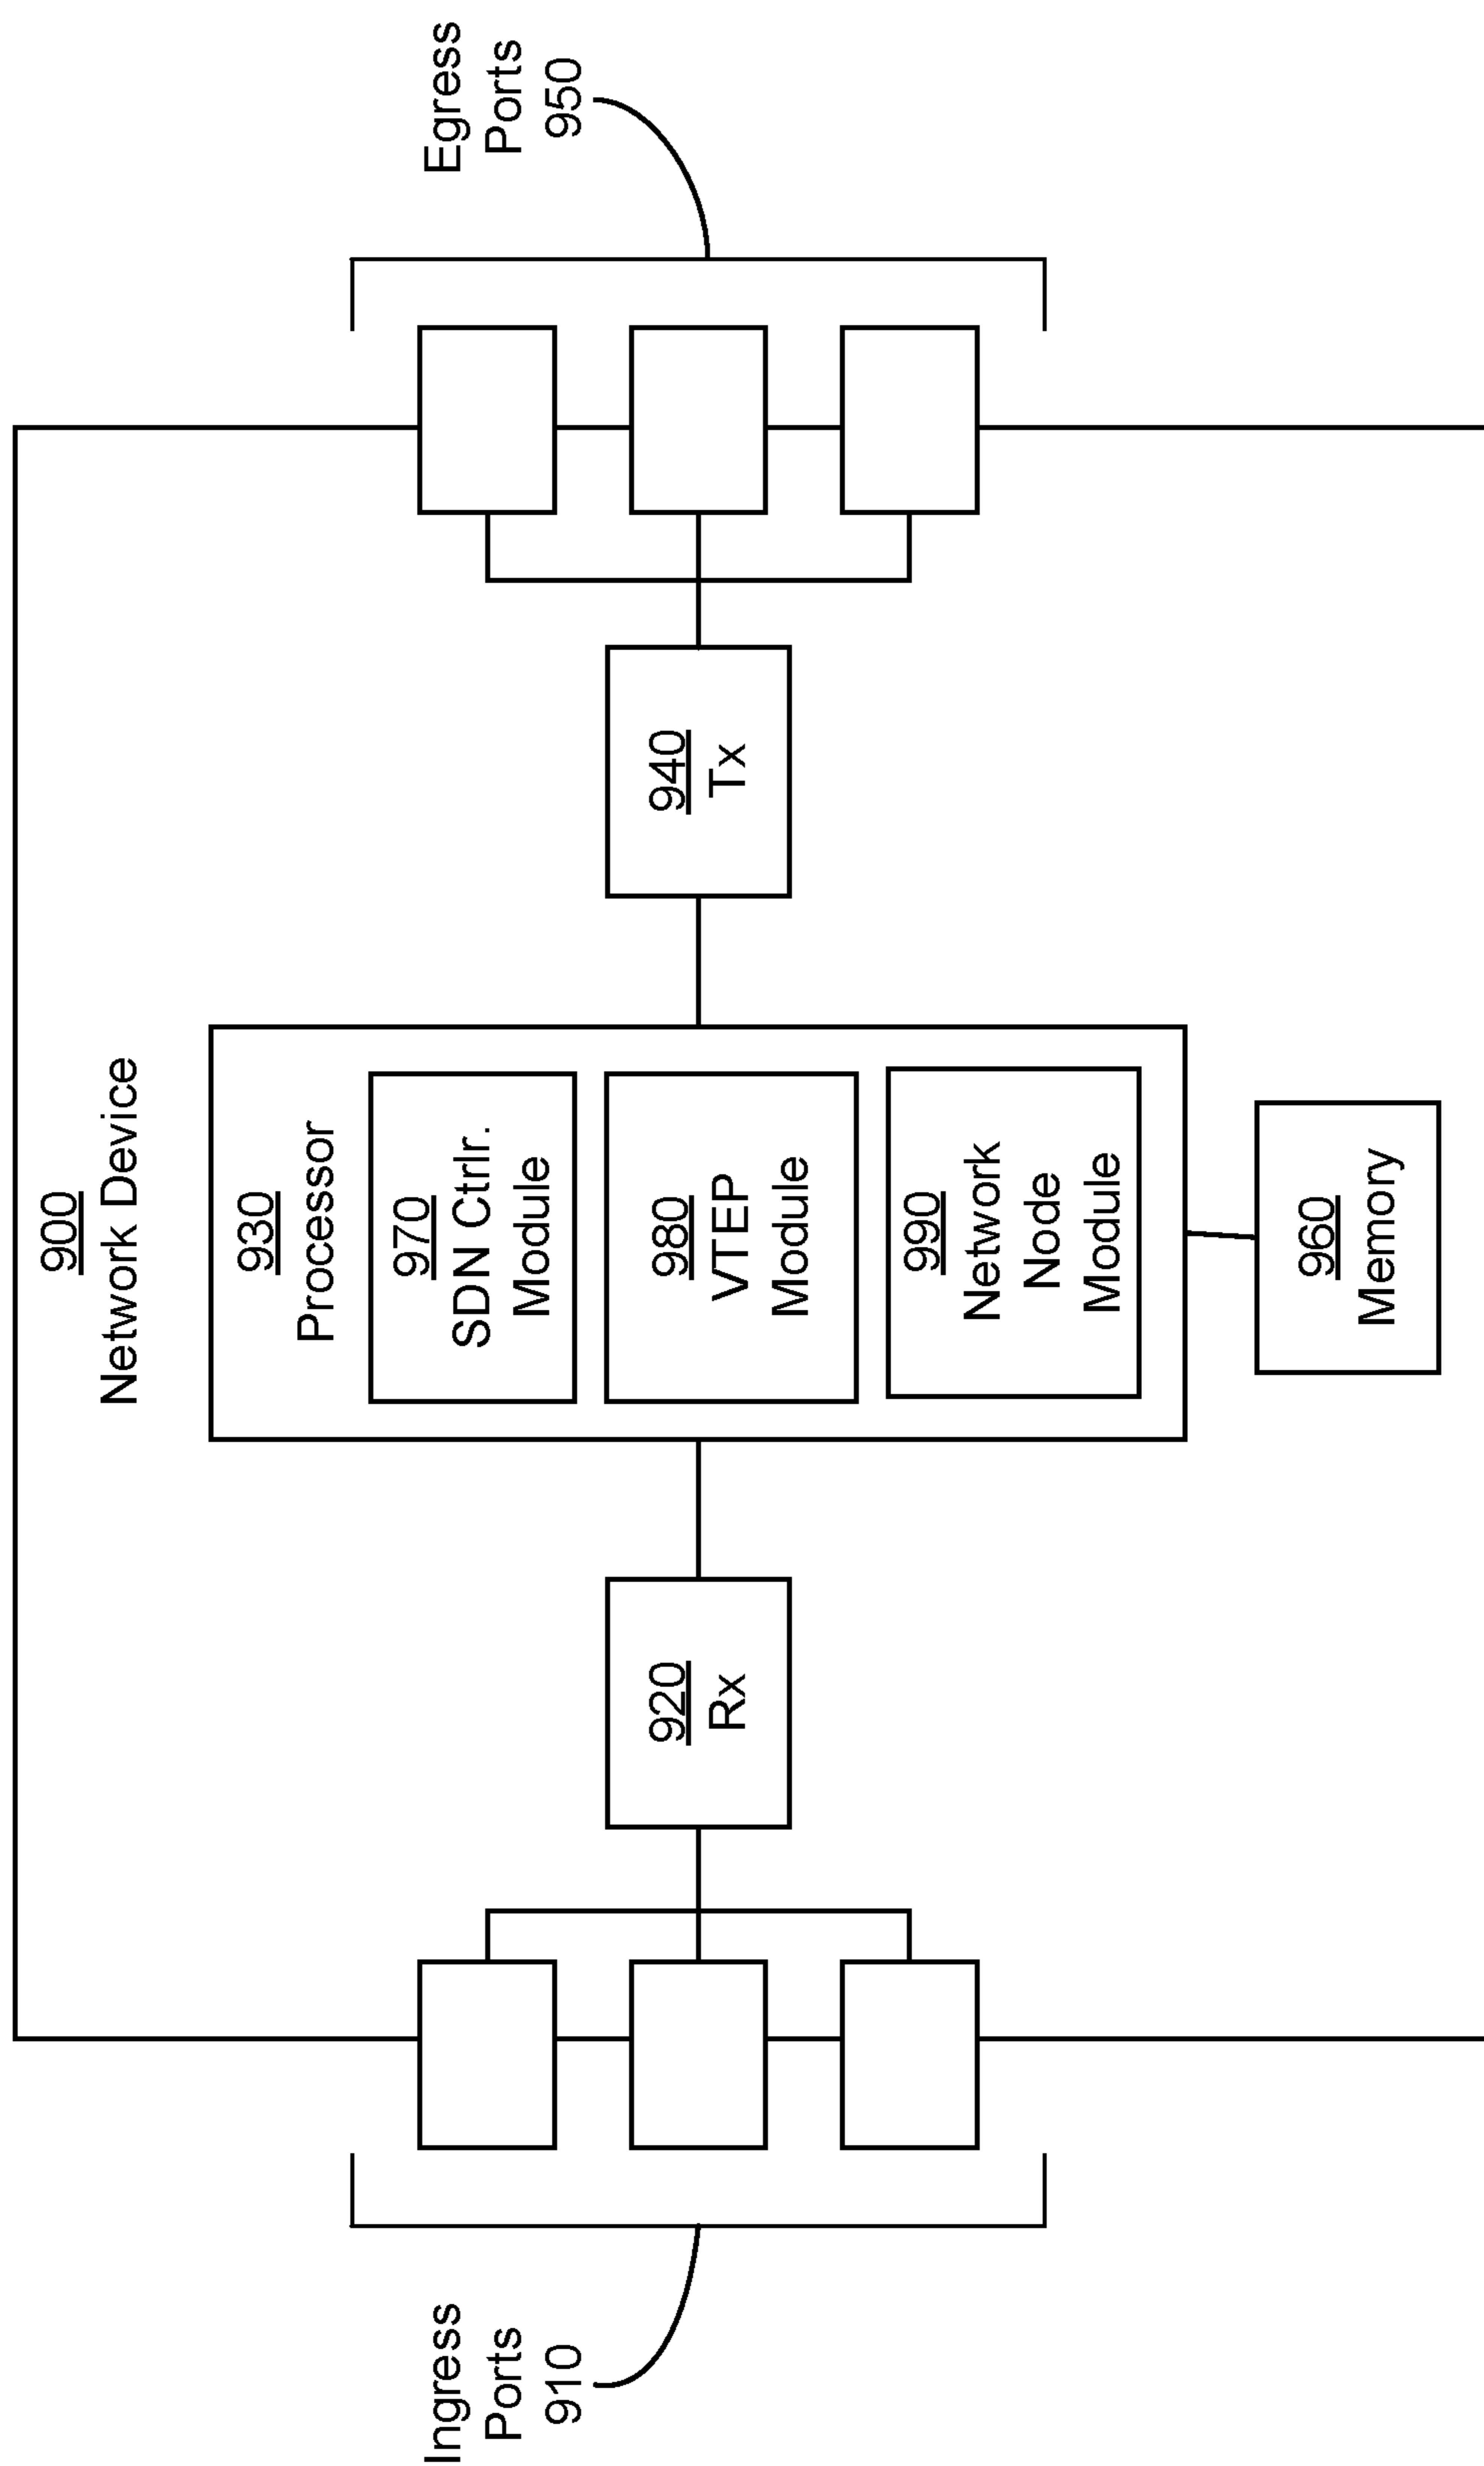 900
Network Device
Ingress
Ports
910
920
Rx
930
Processor
970
SDN Ctrlr.
Module
980
VTEP
Module
990
Network
Node
Module
940
Tx
Egress
Ports
950
960
Memory